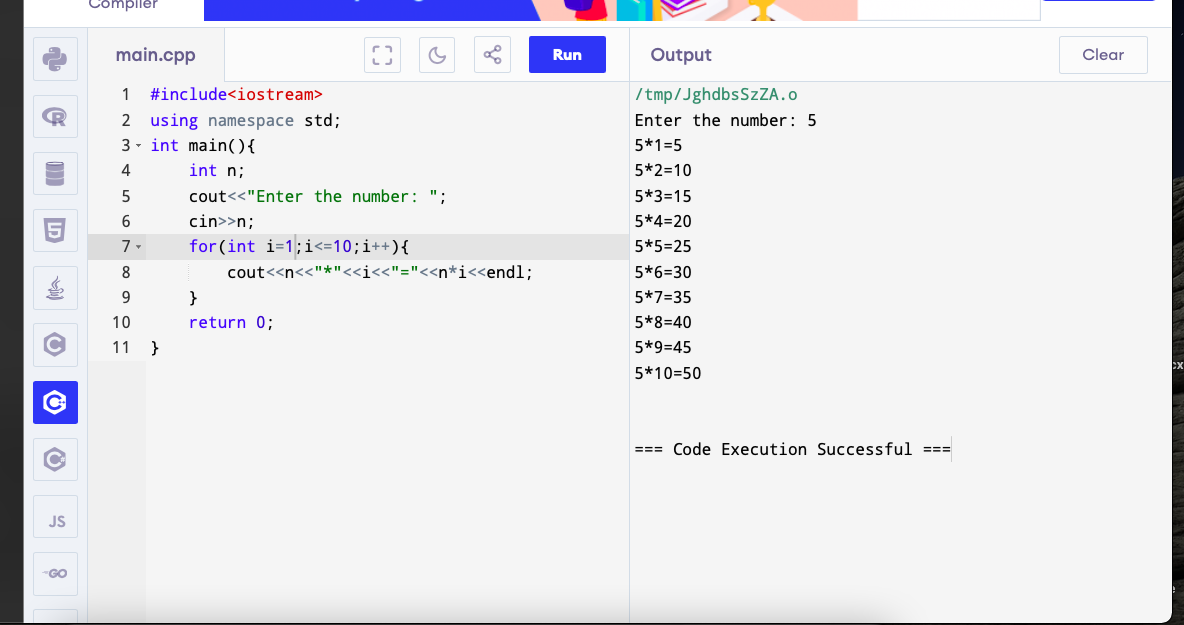 Compiler
main.cpp
Run
Output
Clear
1 #include<iostream>
2 using namespace std;
3 int main(){
4 int n;
5 cout<<"Enter the number: ";
6 cin>>n;
7 for(int i=1;i<=10;i++){
8 cout<<n<<"*"<<i<<"="<<n*i<<endl;
9 }
10 return 0;
11 }
/tmp/JghdbsSzZA.o
Enter the number: 5
5*1=5
5*2=10
5*3=15
5*4=20
5*5=25
5*6=30
5*7=35
5*8=40
5*9=45
5*10=50
=== Code Execution Successful ===
R
5
C
C
C
JS
GO